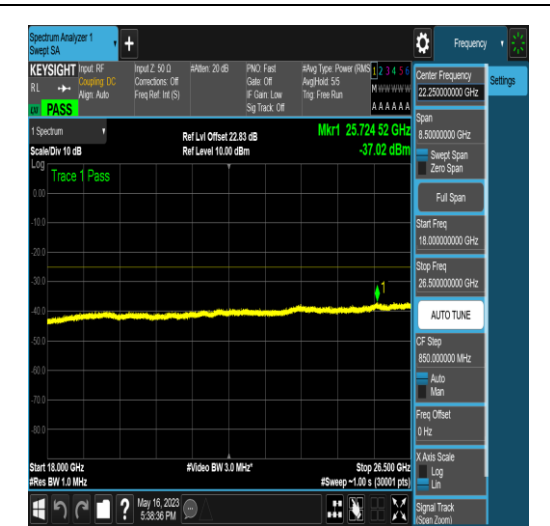 Spectrum Analyzer 1
Swept SA
+
Frequency
KEYSIGHT
Input: RF
Coupling: DC
Align: Auto
RL
PASS
Input Z: 50 Ω
Corrections: Off
Freq Ref: Int (S)
#Atten: 20 dB
PNO: Fast
Gate: Off
IF Gain: Low
Sig Track: Off
#Avg Type: Power (RMS
Avg|Hold: 5/5
Trig: Free Run
1 2 3 4 5 6
M W W W W W
A A A A A A
1 Spectrum
Scale/Div 10 dB
Ref Lvl Offset 22.83 dB
Ref Level 10.00 dBm
Mkr1 25.724 52 GHz
-37.02 dBm
Log
Trace 1 Pass
0.00
-10.0
-20.0
-30.0
1
-40.0
-50.0
-60.0
-70.0
-80.0
Start 18.000 GHz
#Res BW 1.0 MHz
#Video BW 3.0 MHz*
Stop 26.500 GHz
#Sweep ~1.00 s (30001 pts)
?
May 16, 2023
5:38:36 PM
Center Frequency
22.250000000 GHz
Settings
Span
8.50000000 GHz
Swept Span
Zero Span
Full Span
Start Freq
18.000000000 GHz
Stop Freq
26.500000000 GHz
AUTO TUNE
CF Step
850.000000 MHz
Auto
Man
Freq Offset
0 Hz
X Axis Scale
Log
Lin
Signal Track
(Span Zoom)